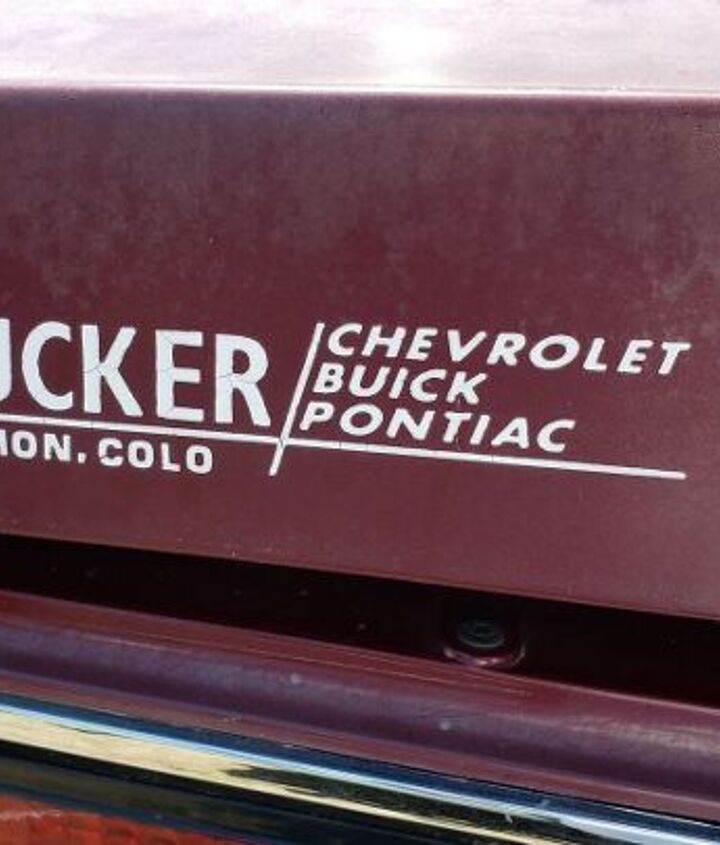 UCKER
CHEVROLET
BUICK
PONTIAC
MON. COLO